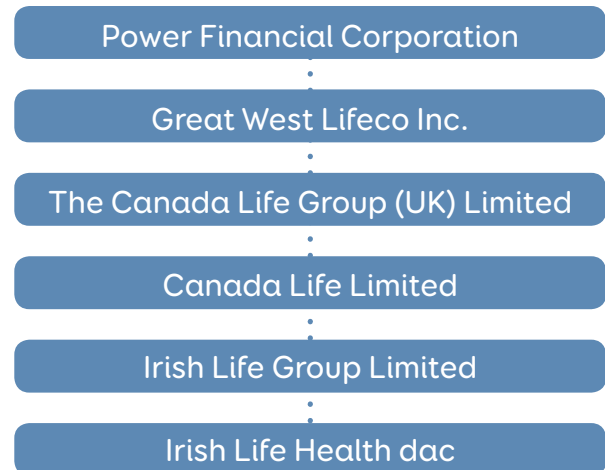 Power Financial Corporation
Great West Lifeco Inc.
The Canada Life Group (UK) Limited
Canada Life Limited
Irish Life Group Limited
Irish Life Health dac